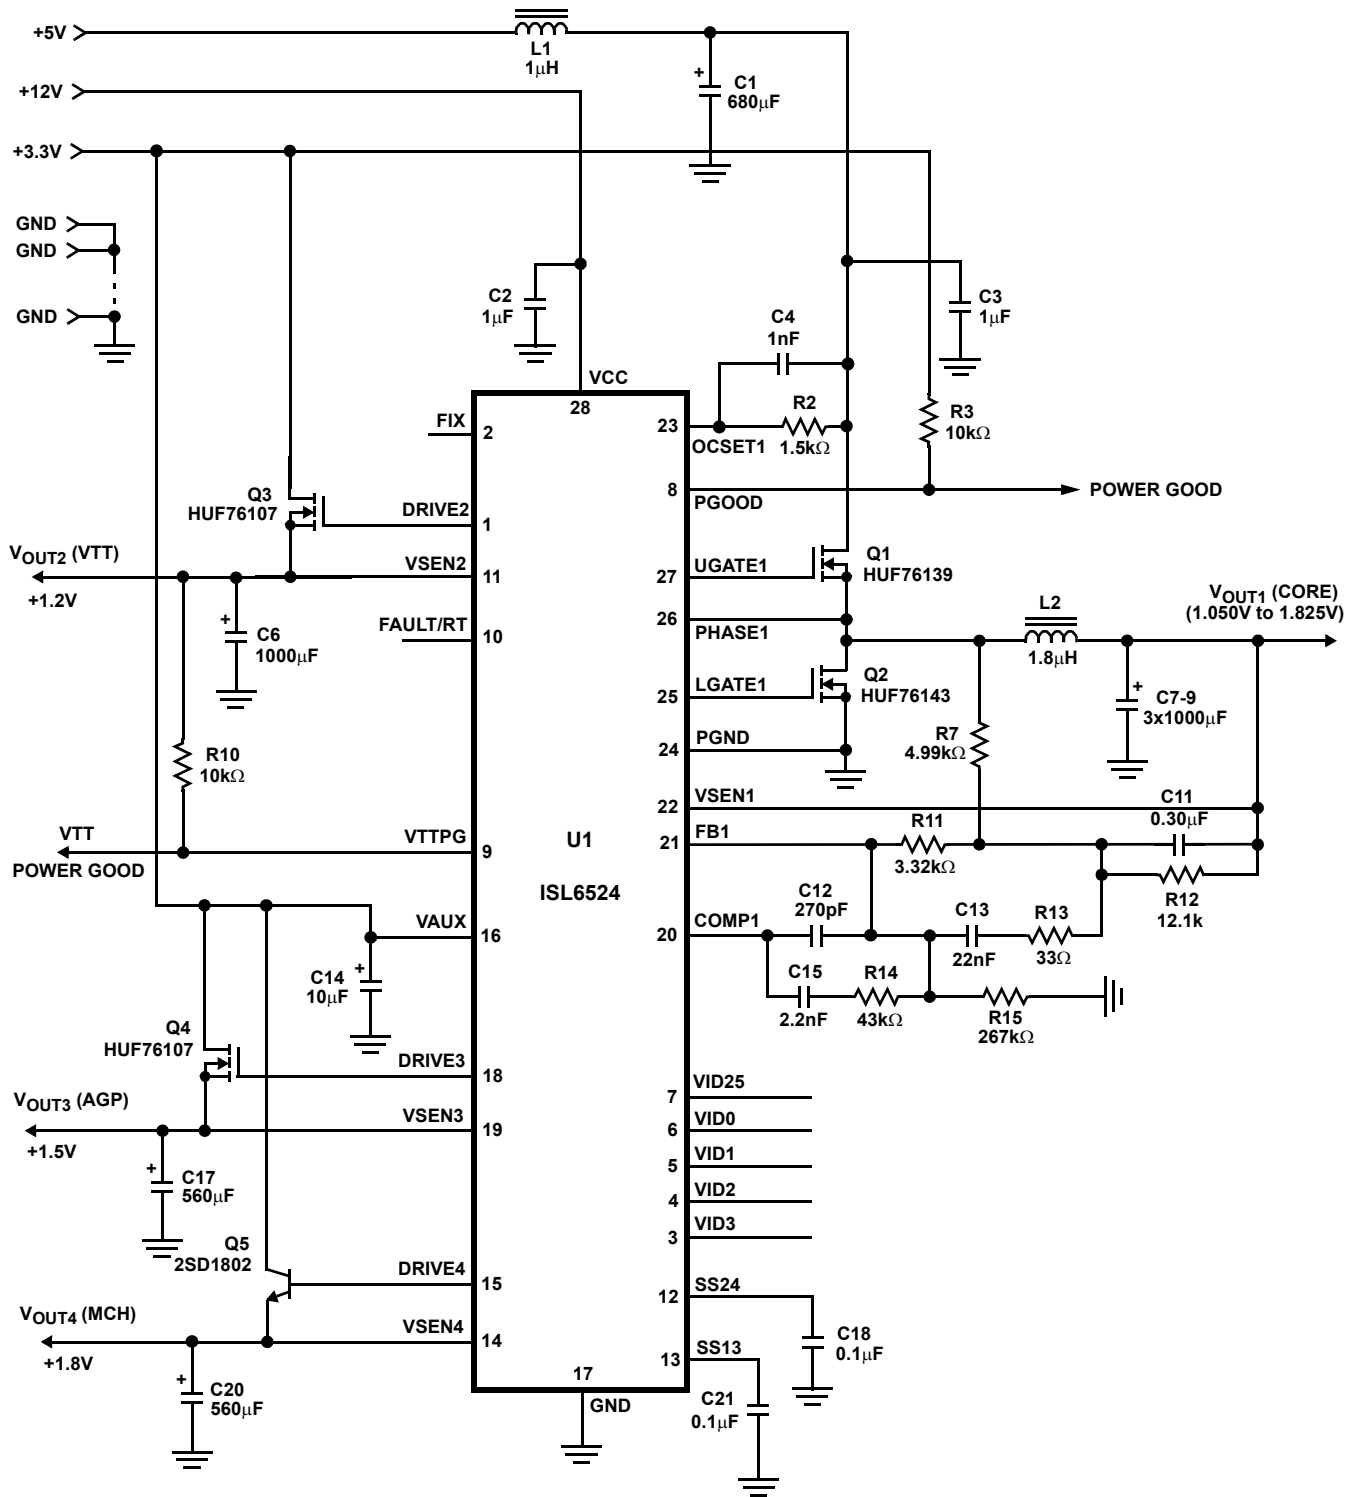 +5V
L1
1µH
+
C1
680µF
+12V
+3.3V
GND
GND
GND
C2
1µF
C3
1µF
C4
1nF
VCC
28
FIX
2
23
OCSET1
R2
1.5kΩ
R3
10kΩ
Q3
HUF76107
DRIVE2
1
8
PGOOD
POWER GOOD
VOUT2 (VTT)
+1.2V
VSEN2
11
27
UGATE1
Q1
HUF76139
+
C6
1000µF
FAULT/RT
10
26
PHASE1
L2
1.8µH
VOUT1 (CORE)
(1.050V to 1.825V)
25
LGATE1
Q2
HUF76143
+
C7-9
3x1000µF
24
PGND
R7
4.99kΩ
R10
10kΩ
22
VSEN1
C11
0.30µF
VTT
POWER GOOD
VTTPG
9
U1
ISL6524
21
FB1
R11
3.32kΩ
R12
12.1k
VAUX
16
20
COMP1
C12
270pF
C13
22nF
R13
33Ω
+
C14
10µF
C15
2.2nF
R14
43kΩ
R15
267kΩ
Q4
HUF76107
DRIVE3
18
VOUT3 (AGP)
+1.5V
VSEN3
19
7
VID25
6
VID0
5
VID1
4
VID2
3
VID3
+
C17
560µF
Q5
2SD1802
DRIVE4
15
12
SS24
C18
0.1µF
VOUT4 (MCH)
+1.8V
VSEN4
14
13
SS13
C21
0.1µF
+
C20
560µF
17
GND